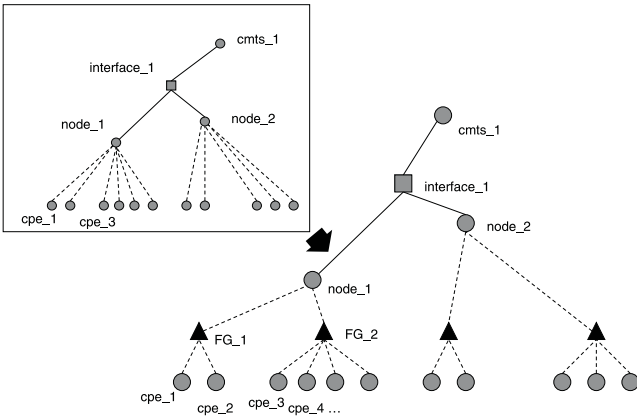 cmts_1
interface_1
node_1
node_2
cpe_1
cpe_3
cmts_1
interface_1
node_2
node_1
FG_1
FG_2
cpe_1
cpe_2
cpe_3
cpe_4 ...